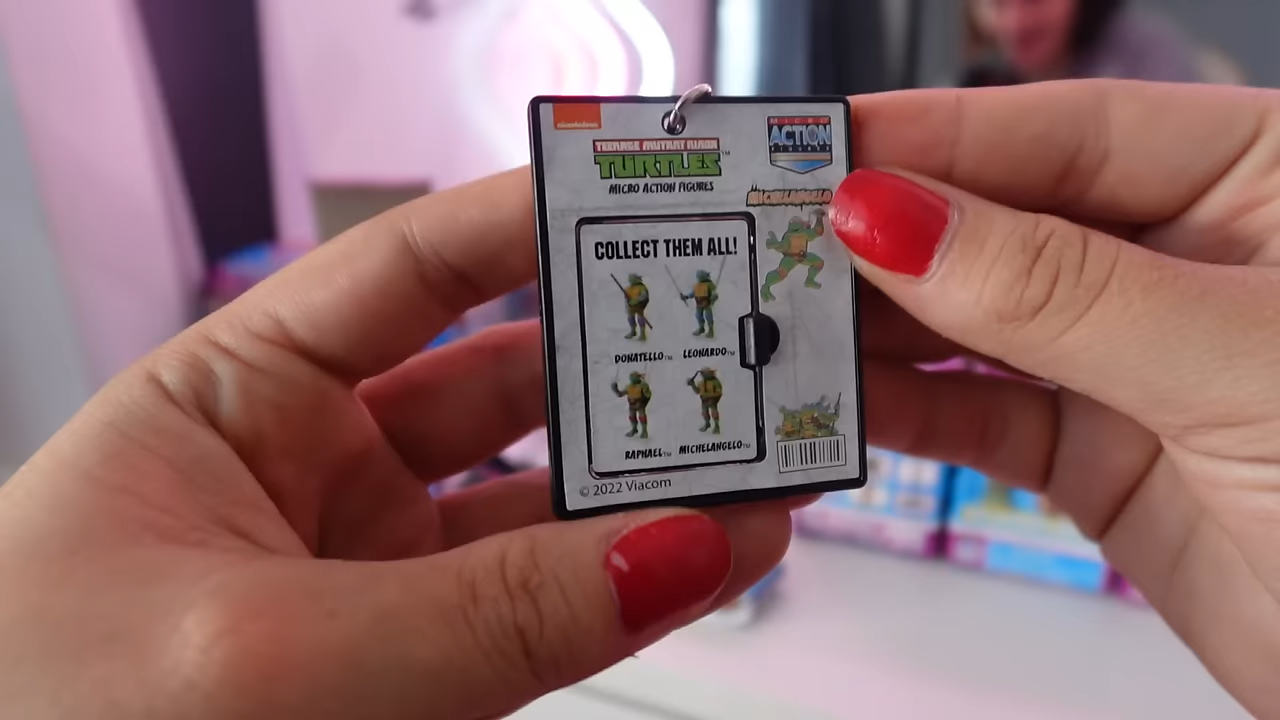 nickelodeon
TEENAGE MUTANT NINJA
TURTLES™
MICRO ACTION FIGURES
MICRO
ACTION
FIGURES
MICHELANGELO
COLLECT THEM ALL!
DONATELLO™ LEONARDO™
RAPHAEL™ MICHELANGELO™
© 2022 Viacom